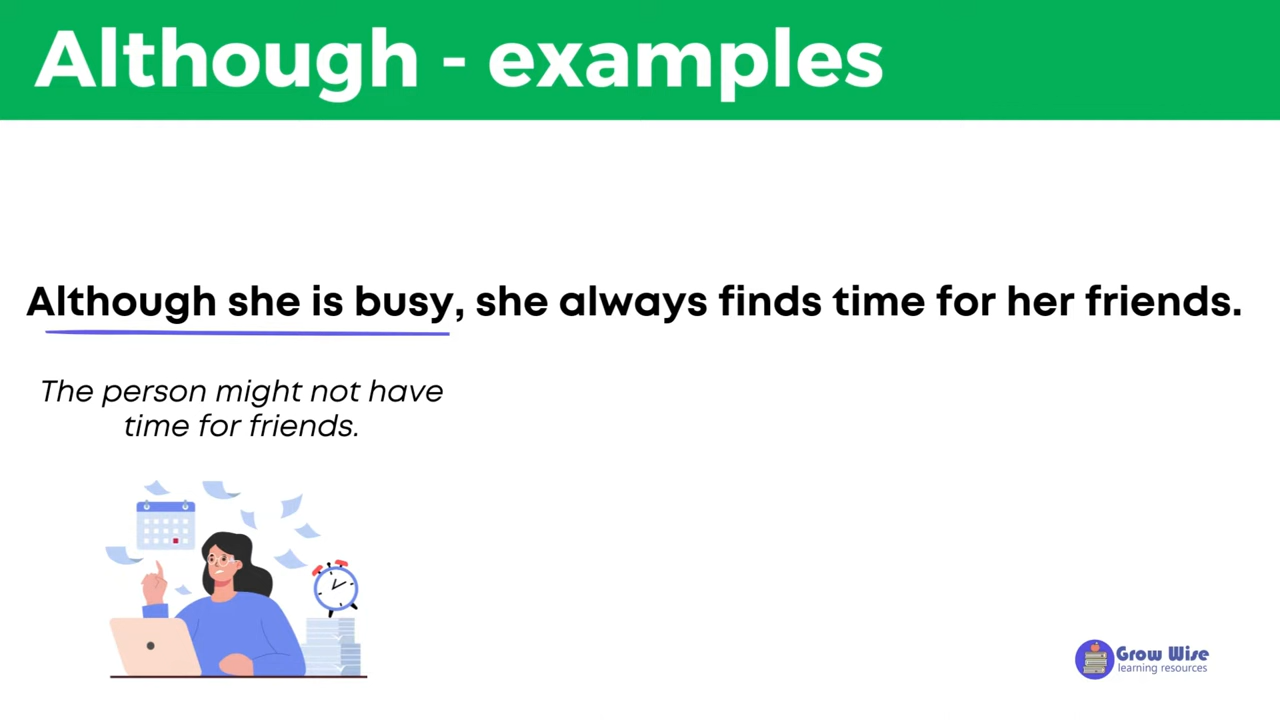 Although - examples
Although she is busy, she always finds time for her friends.
The person might not have
time for friends.
Grow Wise
learning resources